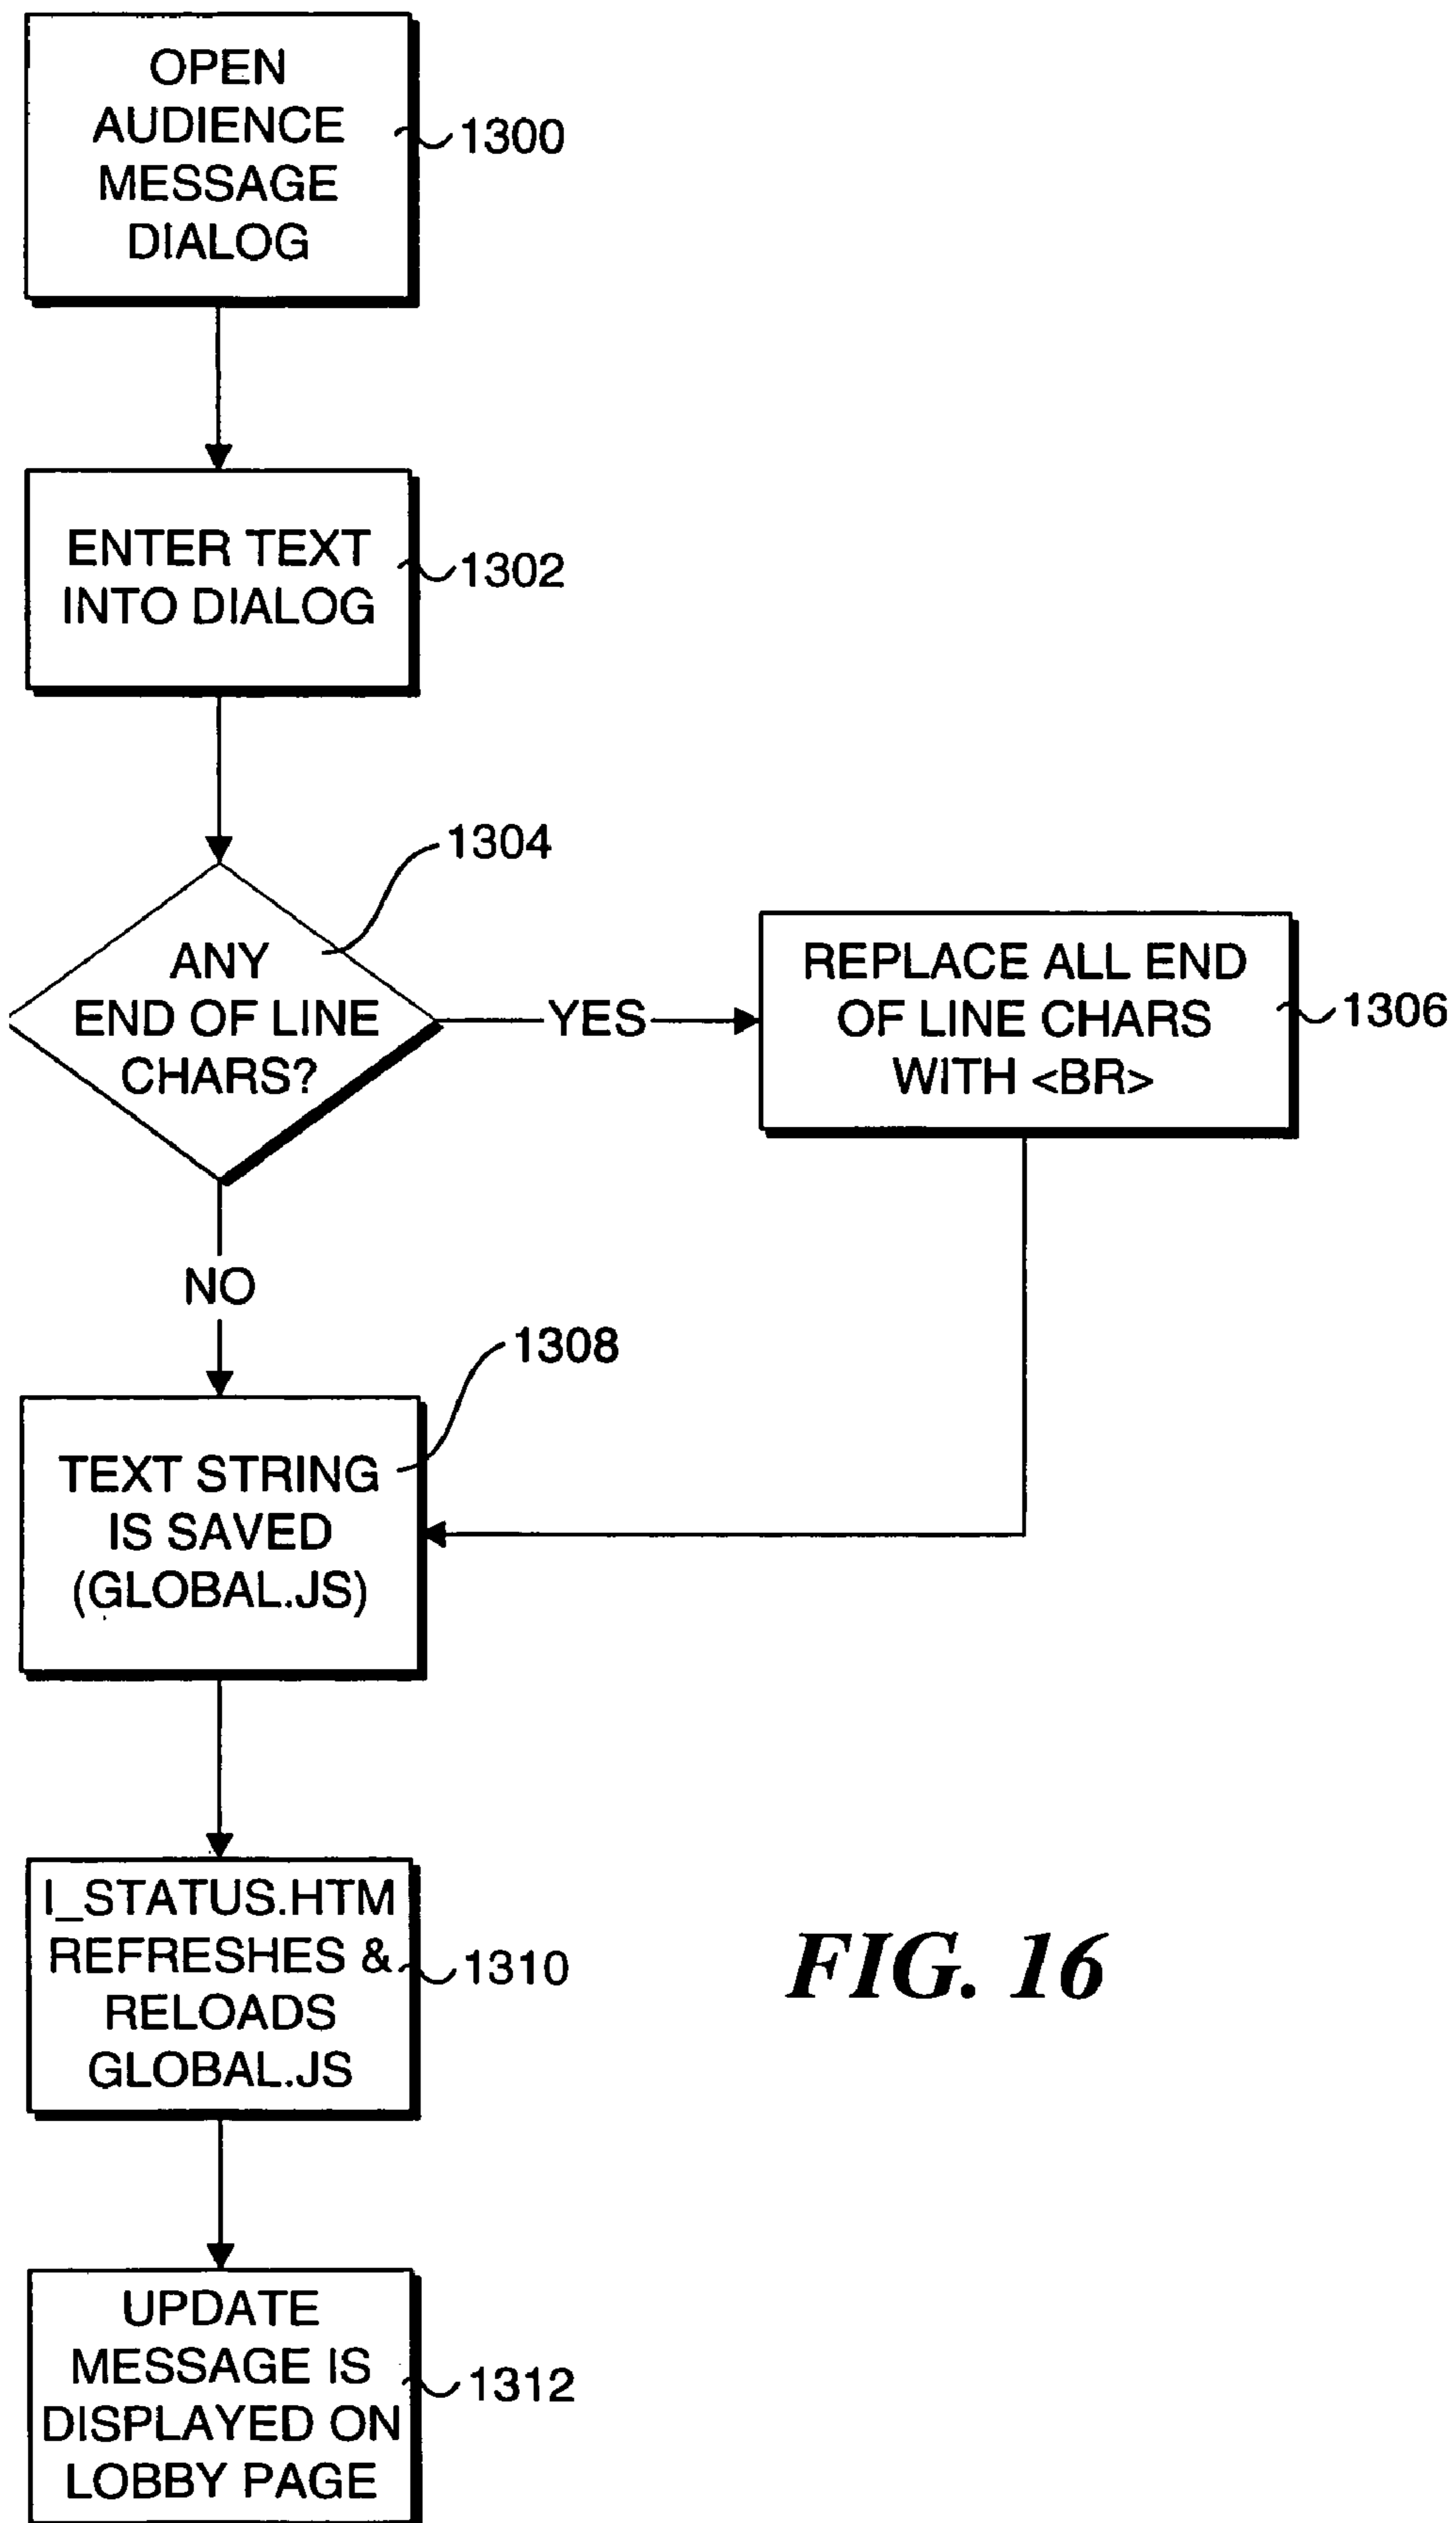 OPEN
AUDIENCE
MESSAGE
DIALOG
1300
ENTER TEXT
INTO DIALOG
1302
1304
ANY
END OF LINE
CHARS?
YES
REPLACE ALL END
OF LINE CHARS
WITH <BR>
1306
NO
1308
TEXT STRING
IS SAVED
(GLOBAL.JS)
I_STATUS.HTM
REFRESHES &
RELOADS
GLOBAL.JS
1310
FIG. 16
UPDATE
MESSAGE IS
DISPLAYED ON
LOBBY PAGE
1312